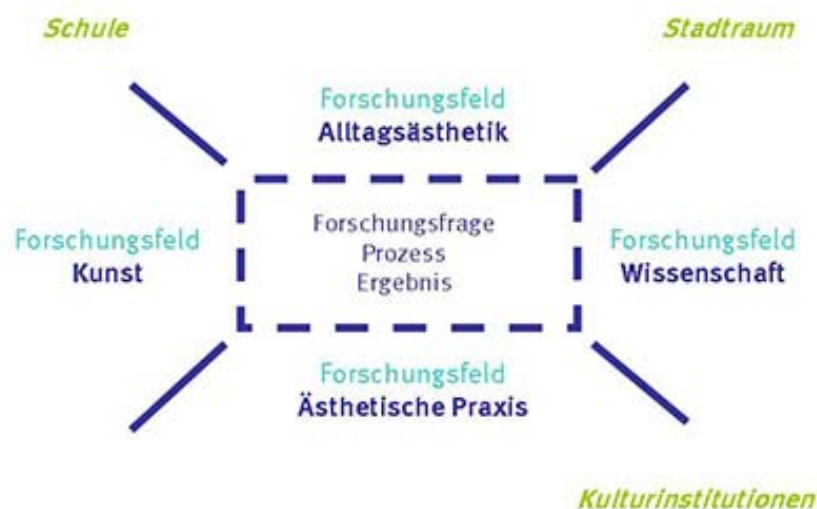 Schule
Stadtraum
Forschungsfeld
Alltagsästhetik
Forschungsfeld
Kunst
Forschungsfrage
Prozess
Ergebnis
Forschungsfeld
Wissenschaft
Forschungsfeld
Ästhetische Praxis
Kulturinstitutionen